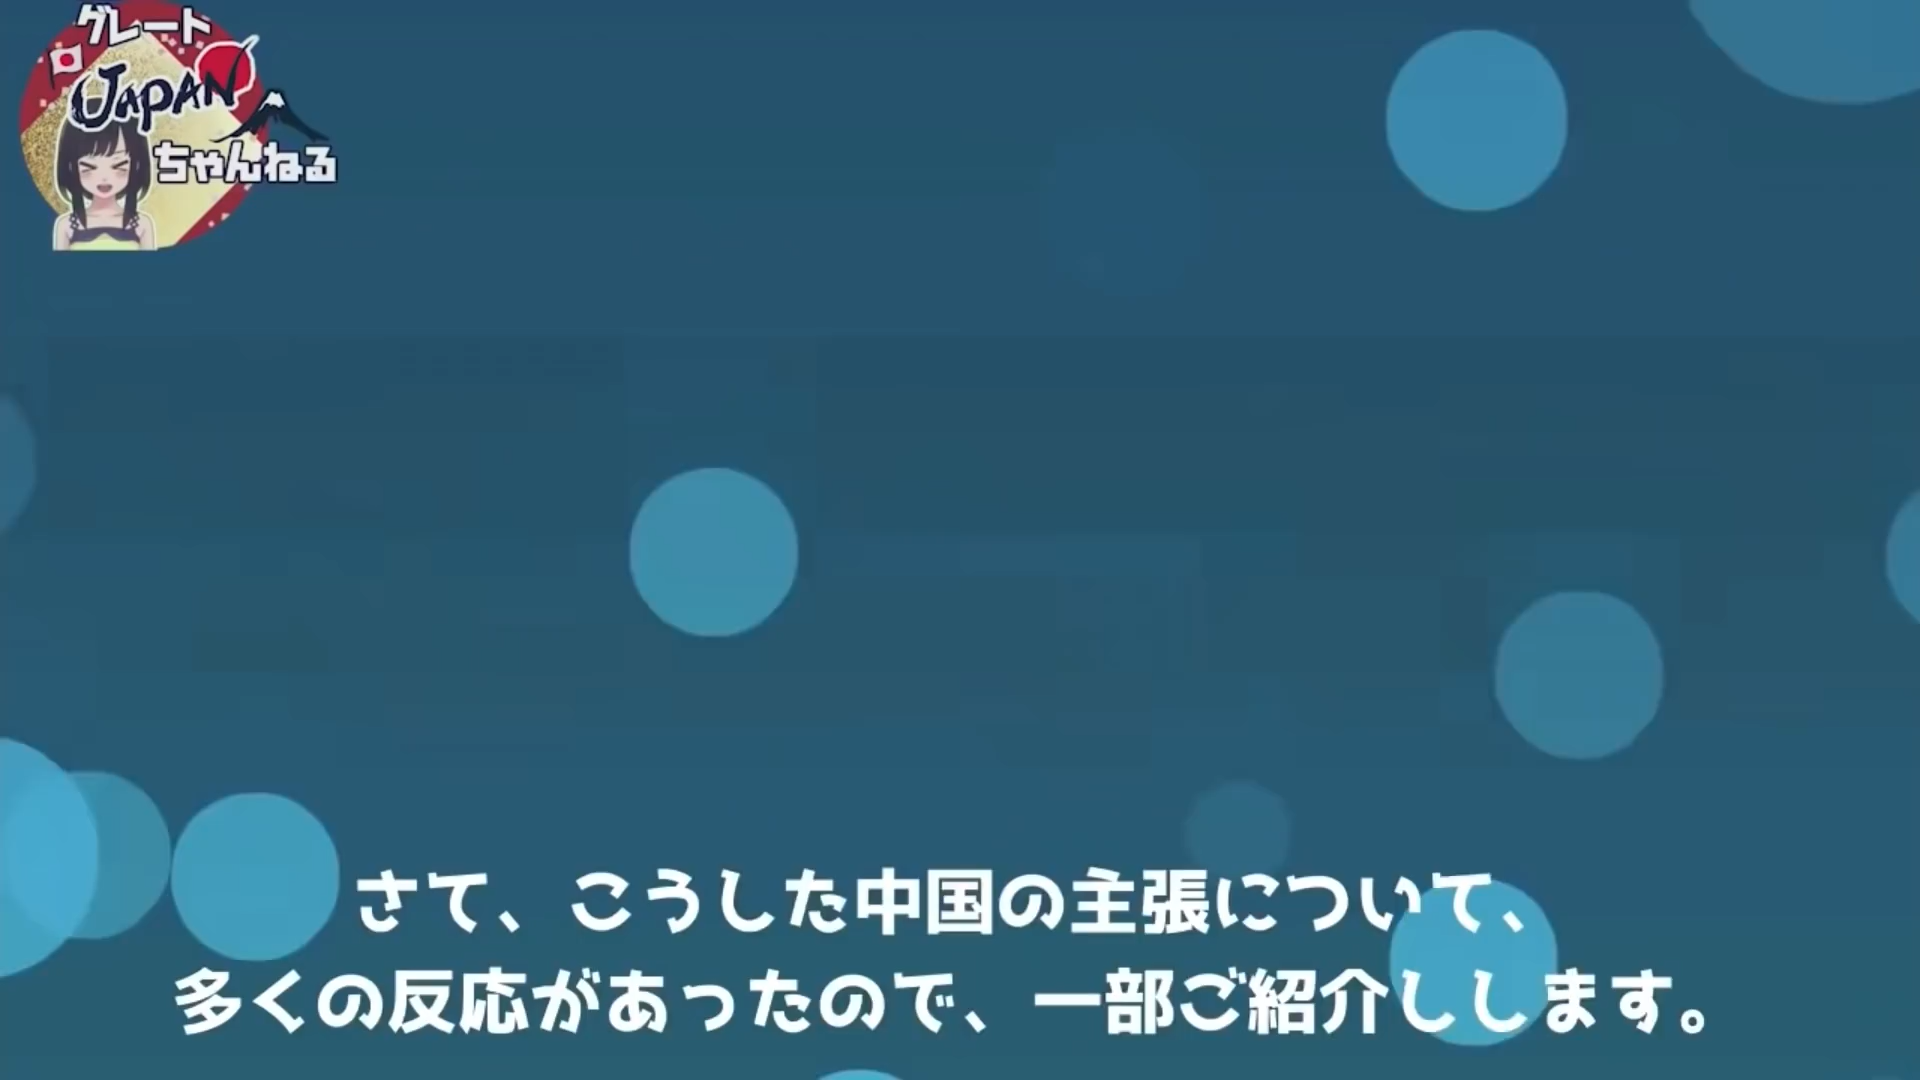 グレート
JAPAN
ちゃんねる
さて、こうした中国の主張について、
多くの反応があったので、一部ご紹介しします。